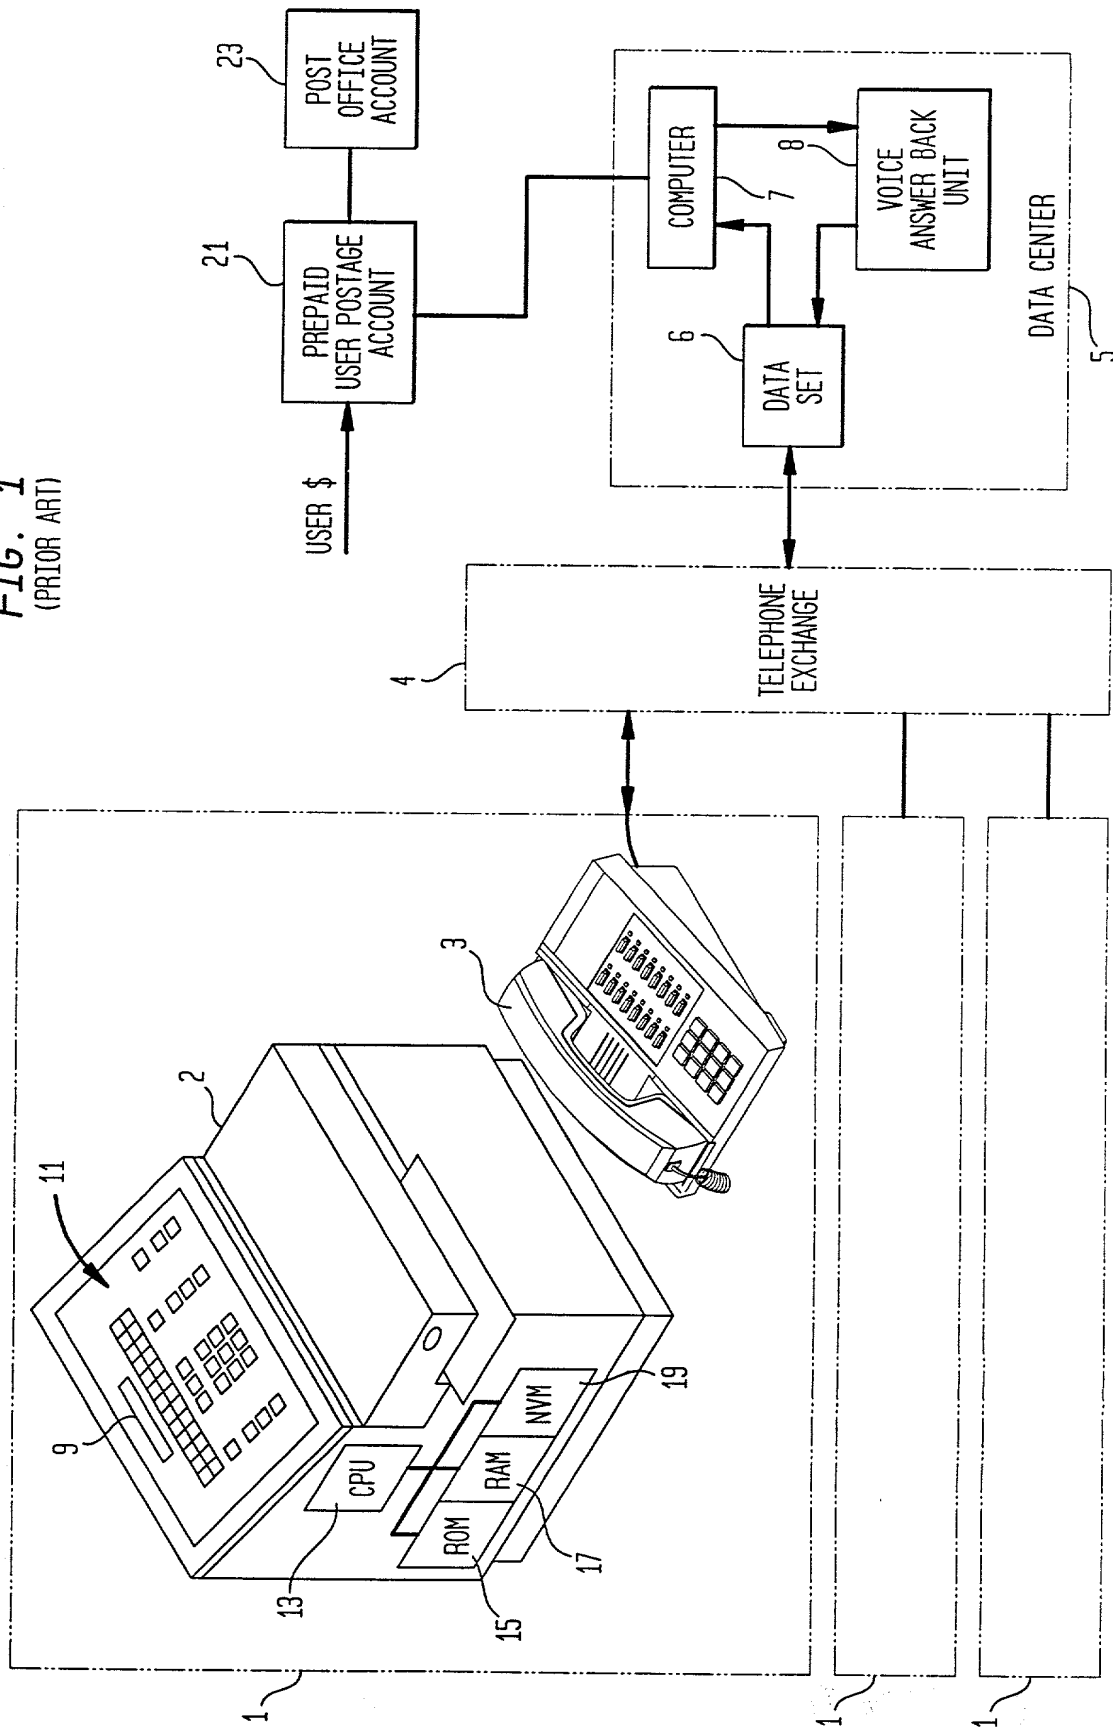 FIG. 1
(PRIOR ART)
1
11
9
2
3
13
CPU
ROM
RAM
NVM
15
17
19
1
1
4
TELEPHONE
EXCHANGE
USER $
21
PREPAID
USER POSTAGE
ACCOUNT
23
POST
OFFICE
ACCOUNT
COMPUTER
7
6
DATA
SET
8
VOICE
ANSWER BACK
UNIT
DATA CENTER
5